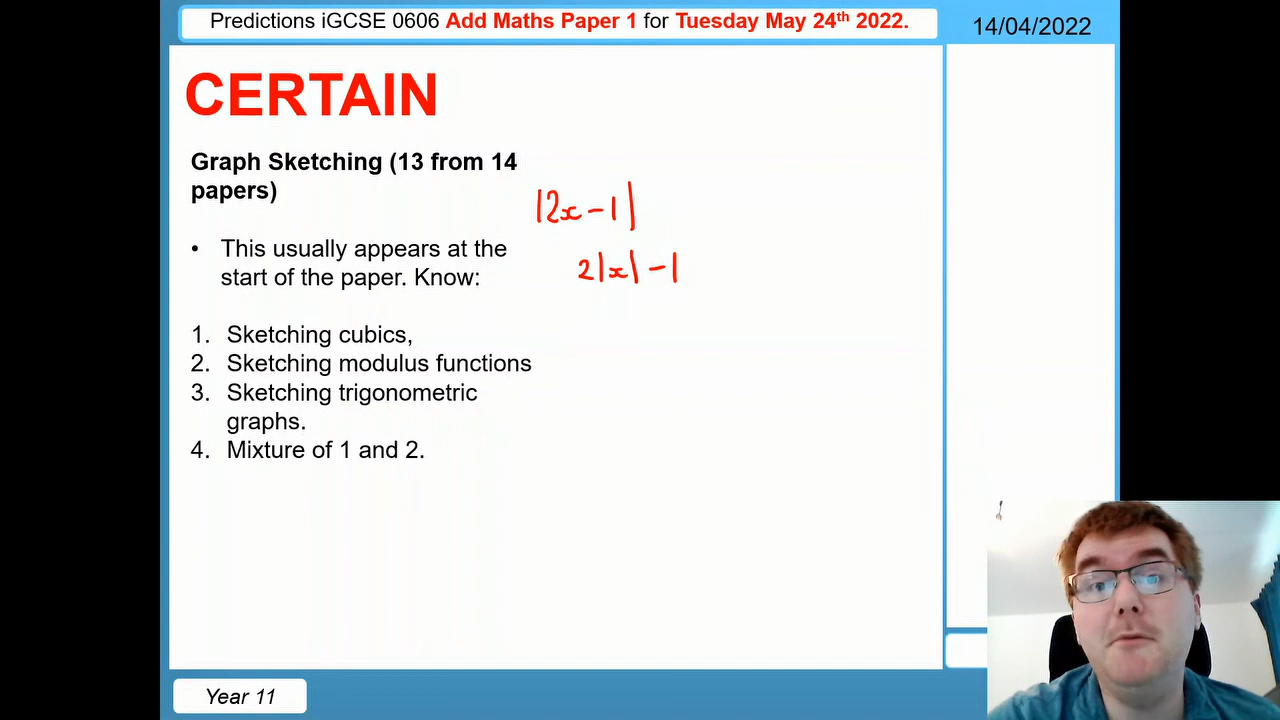 Predictions iGCSE 0606 Add Maths Paper 1 for Tuesday May 24th 2022.
14/04/2022
CERTAIN
Graph Sketching (13 from 14
papers)
• This usually appears at the
start of the paper. Know:
1. Sketching cubics,
2. Sketching modulus functions
3. Sketching trigonometric
graphs.
4. Mixture of 1 and 2.
|2x - 1|
2|x| - 1
Year 11